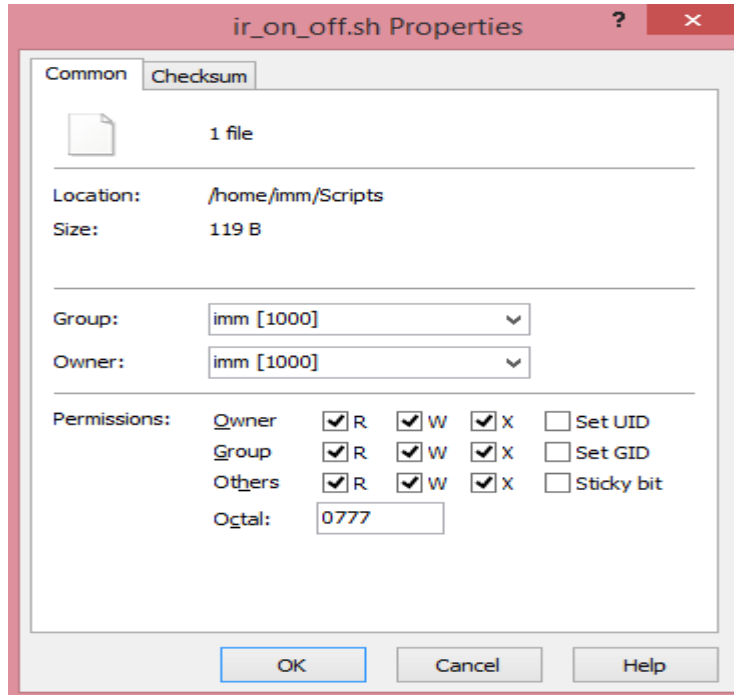 ir_on_off.sh Properties ? ×
Common Checksum
1 file
Location: /home/imm/Scripts
Size: 119 B
Group: imm [1000]
Owner: imm [1000]
Permissions: Owner R W X Set UID
Group R W X Set GID
Others R W X Sticky bit
Octal: 0777
OK Cancel Help